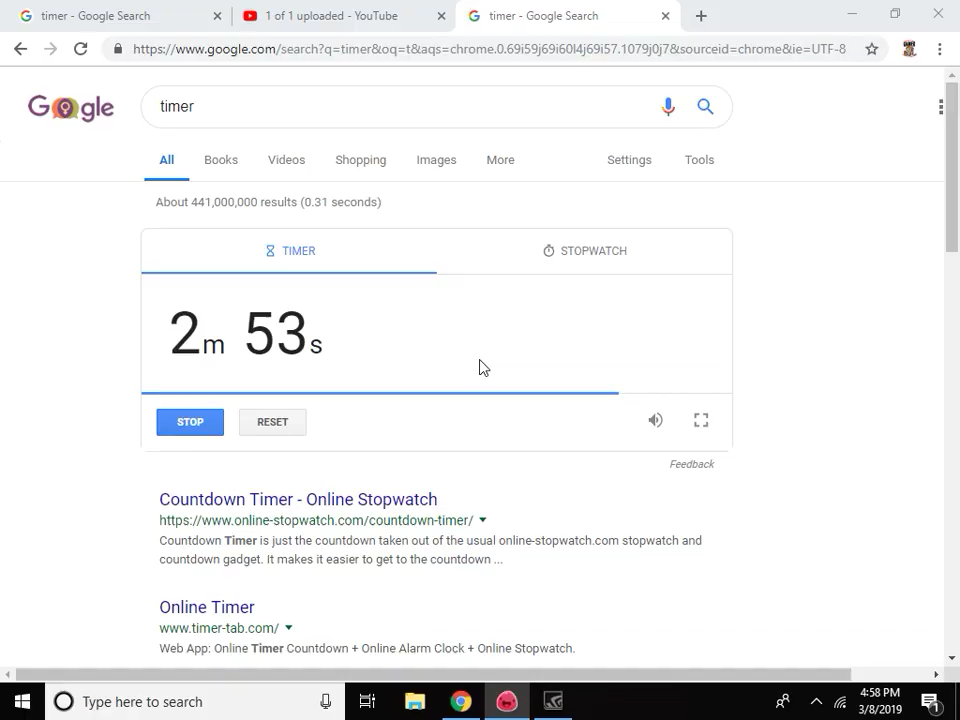 timer - Google Search
1 of 1 uploaded - YouTube
timer - Google Search
https://www.google.com/search?q=timer&oq=t&aqs=chrome.0.69i59j69i60l4j69i57.1079j0j7&sourceid=chrome&ie=UTF-8
Google
timer
All Books Videos Shopping Images More Settings Tools
About 441,000,000 results (0.31 seconds)
TIMER STOPWATCH
2m 53s
STOP RESET
Feedback
Countdown Timer - Online Stopwatch
https://www.online-stopwatch.com/countdown-timer/
Countdown Timer is just the countdown taken out of the usual online-stopwatch.com stopwatch and
countdown gadget. It makes it easier to get to the countdown ...
Online Timer
www.timer-tab.com/
Web App: Online Timer Countdown + Online Alarm Clock + Online Stopwatch.
Type here to search
4:58 PM
3/8/2019
1